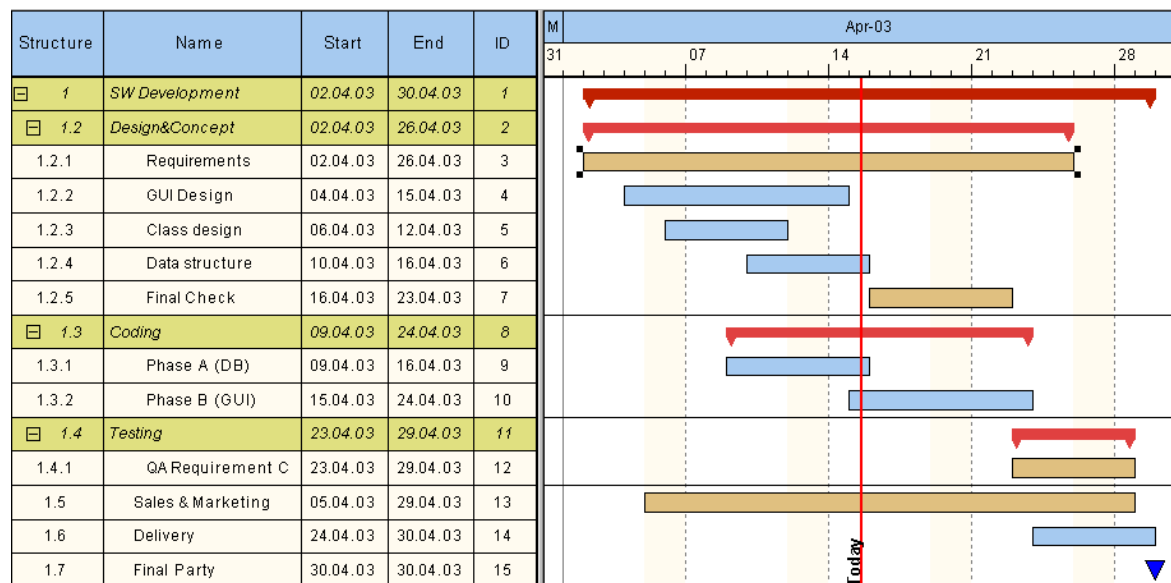 Structure Name Start End ID M Apr-03
31 07 14 21 28
1 SW Development 02.04.03 30.04.03 1
1.2 Design&Concept 02.04.03 26.04.03 2
1.2.1 Requirements 02.04.03 26.04.03 3
1.2.2 GUI Design 04.04.03 15.04.03 4
1.2.3 Class design 06.04.03 12.04.03 5
1.2.4 Data structure 10.04.03 16.04.03 6
1.2.5 Final Check 16.04.03 23.04.03 7
1.3 Coding 09.04.03 24.04.03 8
1.3.1 Phase A (DB) 09.04.03 16.04.03 9
1.3.2 Phase B (GUI) 15.04.03 24.04.03 10
1.4 Testing 23.04.03 29.04.03 11
1.4.1 QA Requirement C 23.04.03 29.04.03 12
1.5 Sales & Marketing 05.04.03 29.04.03 13
1.6 Delivery 24.04.03 30.04.03 14
1.7 Final Party 30.04.03 30.04.03 15
Today